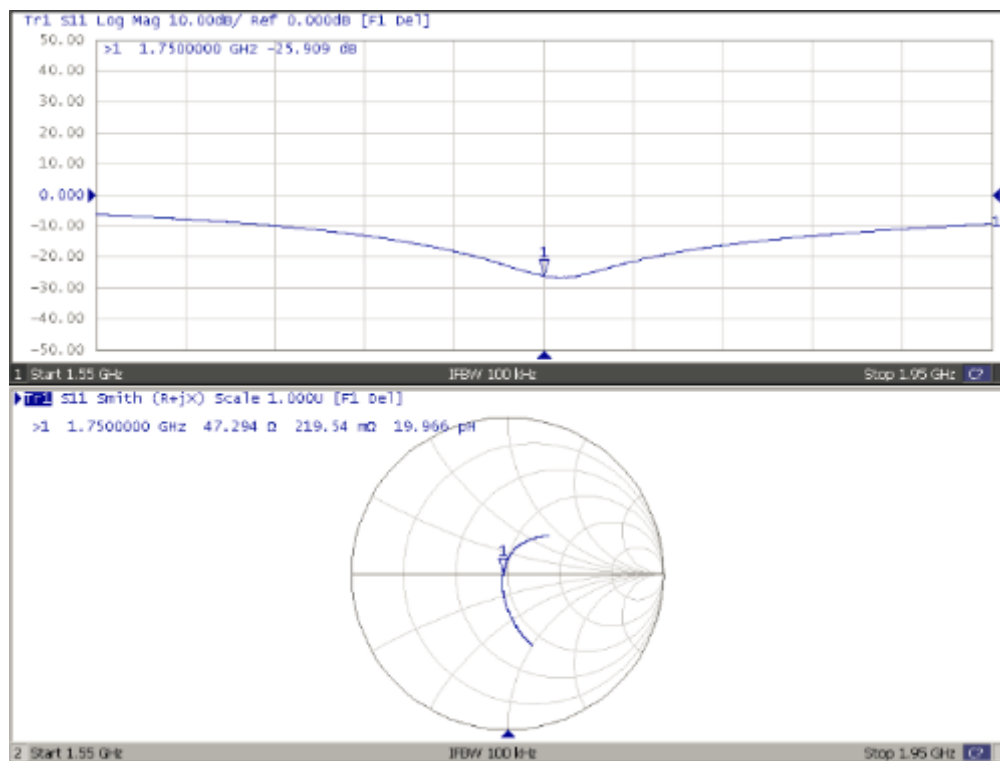 Tr1 S11 Log Mag 10.00dB/ Ref 0.000dB [F1 Del]
50.00
>1 1.7500000 GHz -25.909 dB
40.00
30.00
20.00
10.00
0.000
-10.00
1
-20.00
1
-30.00
-40.00
-50.00
1 Start 1.55 GHz IFBW 100 kHz Stop 1.95 GHz C?
Tr1 S11 Smith (R+jX) Scale 1.000U [F1 Del]
>1 1.7500000 GHz 47.294 Ω 219.54 mΩ 19.966 pH
1
2 Start 1.55 GHz IFBW 100 kHz Stop 1.95 GHz C?